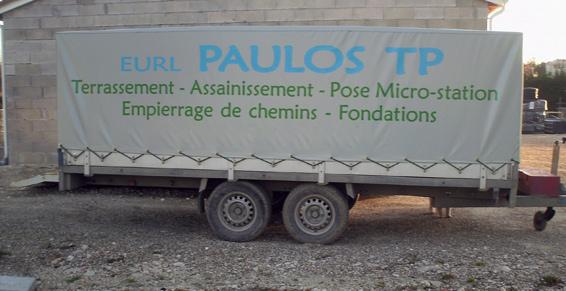 EURL PAULOS TP
Terrassement - Assainissement - Pose Micro-station
Empierrage de chemins - Fondations